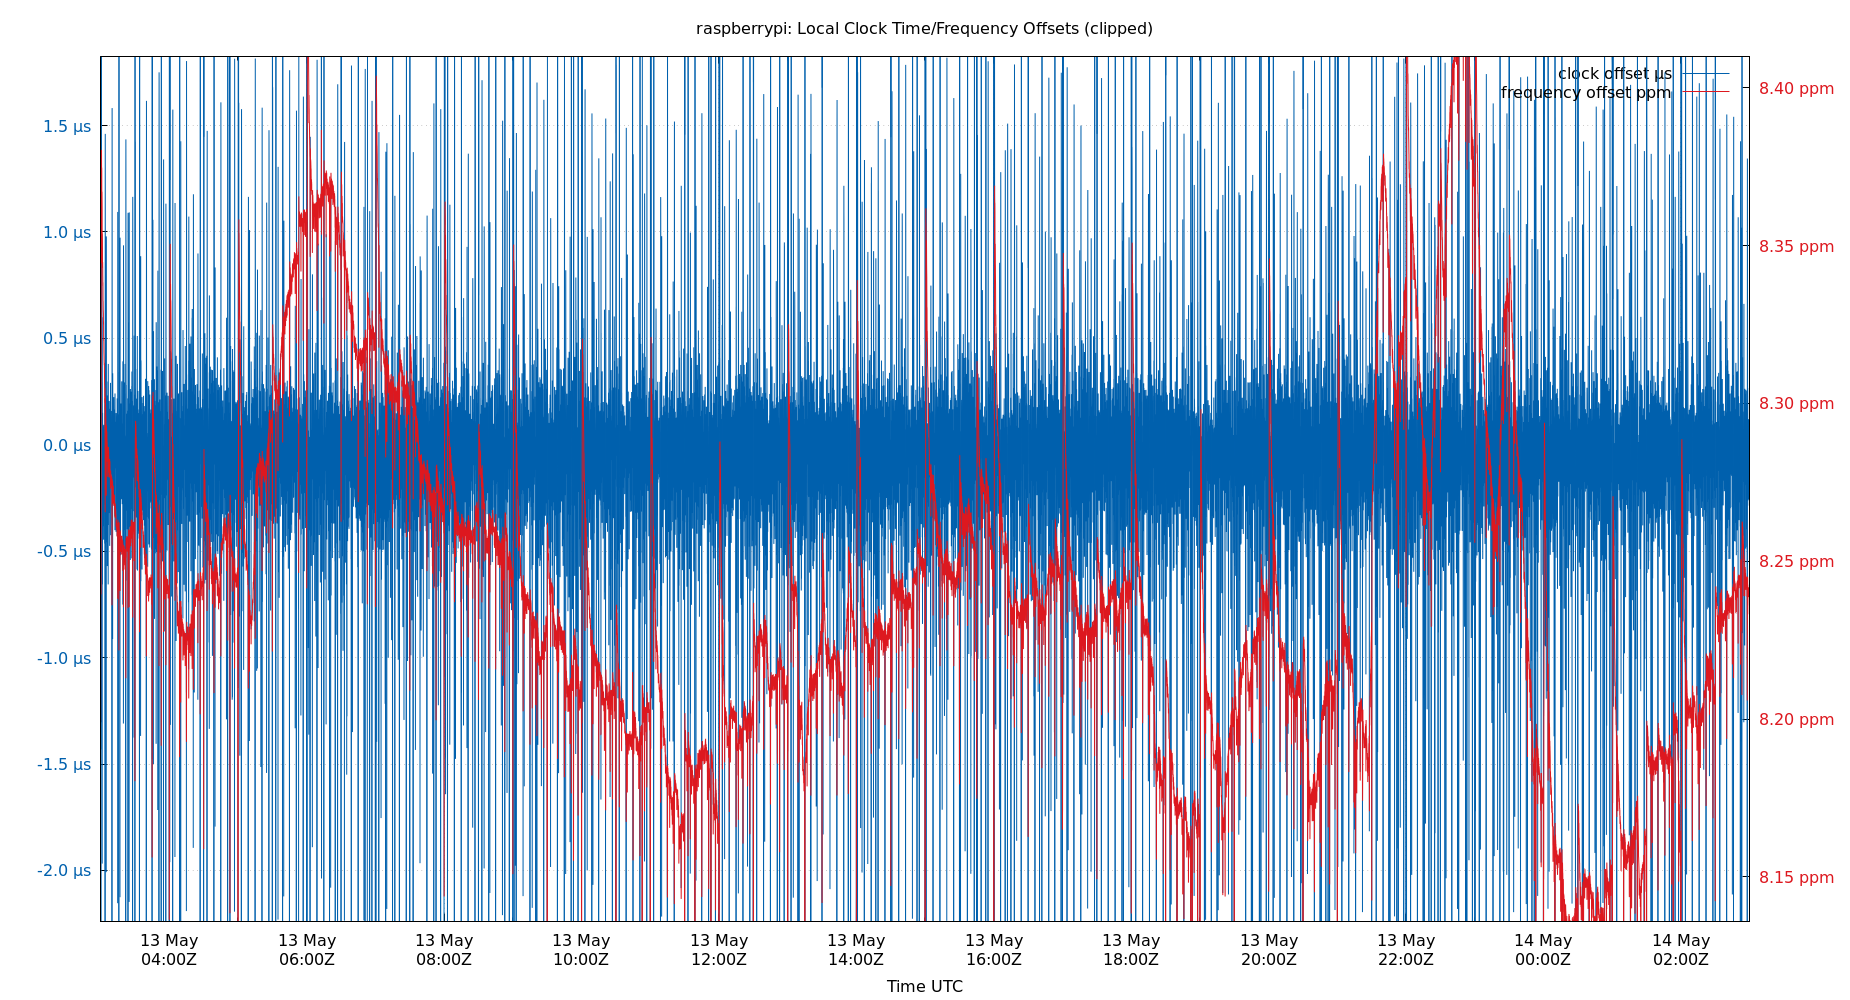 raspberrypi: Local Clock Time/Frequency Offsets (clipped)
clock offset µs
frequency offset ppm
1.5 µs
1.0 µs
0.5 µs
0.0 µs
-0.5 µs
-1.0 µs
-1.5 µs
-2.0 µs
8.40 ppm
8.35 ppm
8.30 ppm
8.25 ppm
8.20 ppm
8.15 ppm
13 May 13 May 13 May 13 May 13 May 13 May 13 May 13 May 13 May 13 May 14 May 14 May
04:00Z 06:00Z 08:00Z 10:00Z 12:00Z 14:00Z 16:00Z 18:00Z 20:00Z 22:00Z 00:00Z 02:00Z
Time UTC